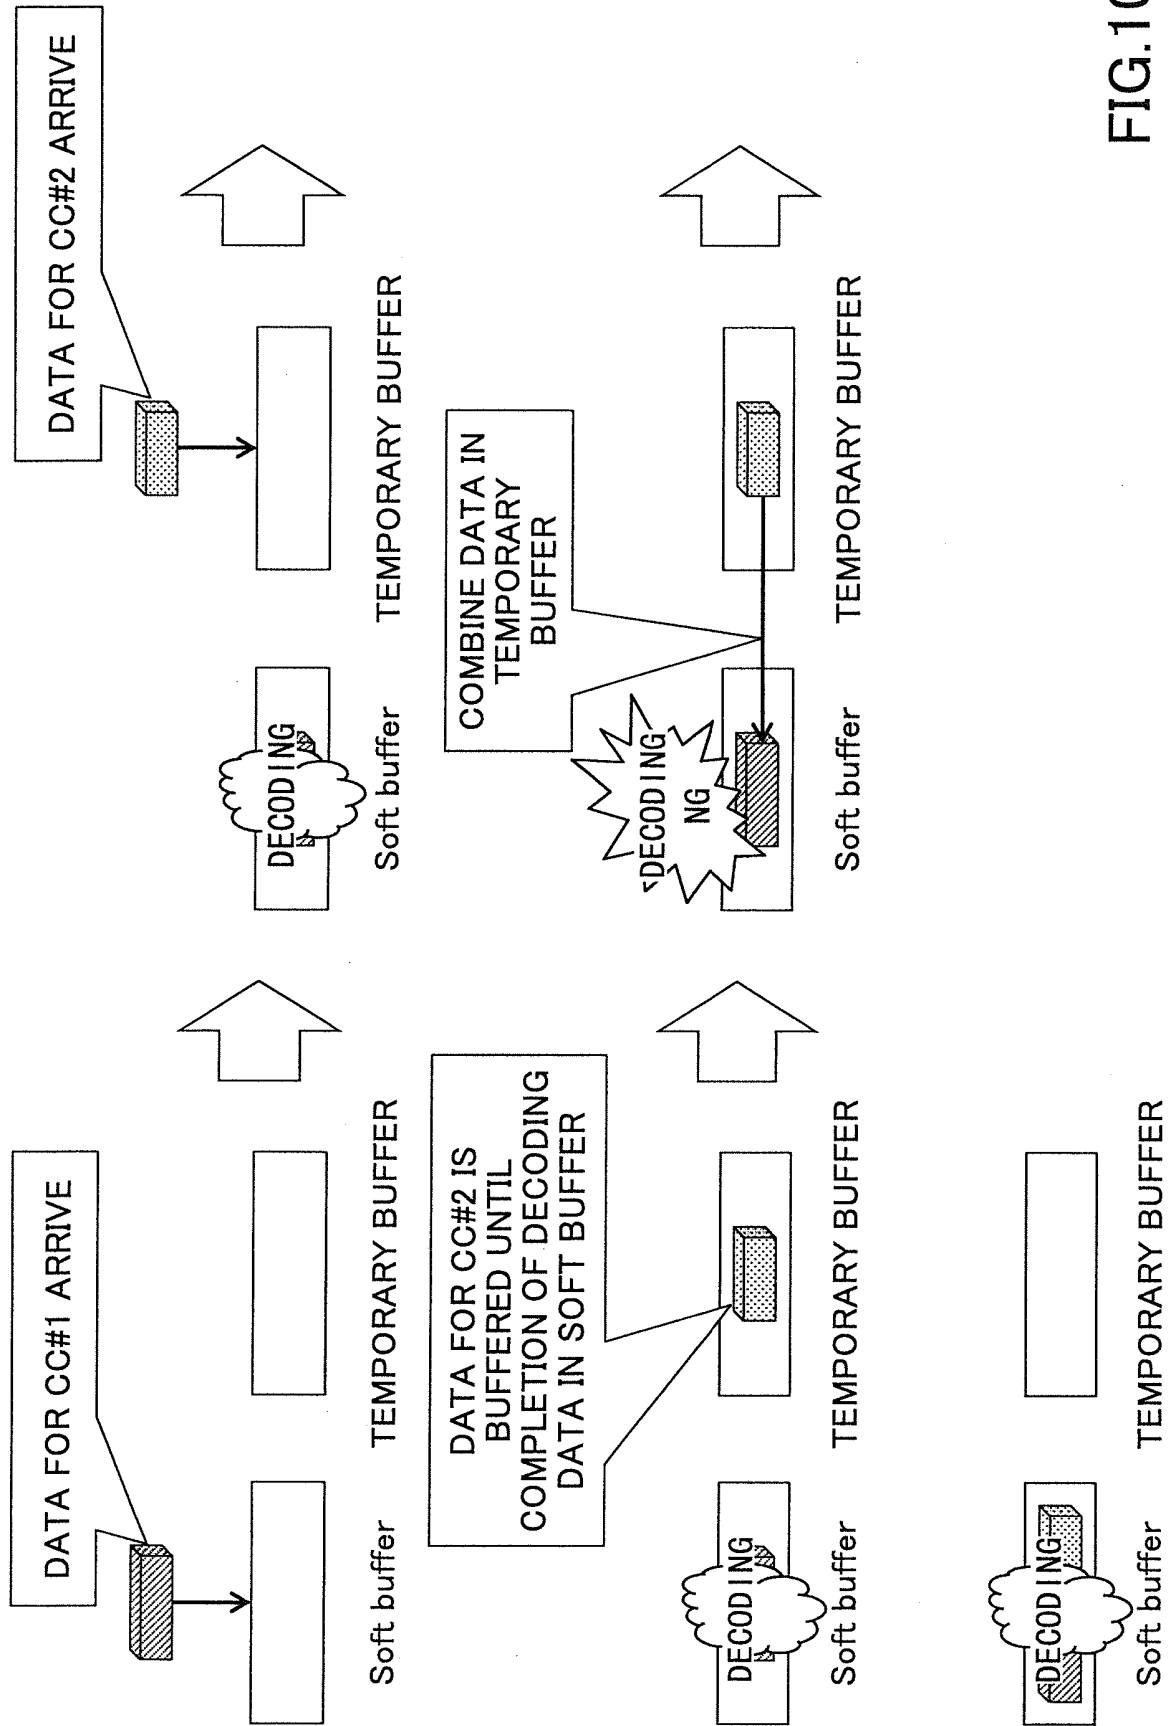 DATA FOR CC#1 ARRIVE
Soft buffer
TEMPORARY BUFFER
DATA FOR CC#2 ARRIVE
DECODING
Soft buffer
TEMPORARY BUFFER
DATA FOR CC#2 IS
BUFFERED UNTIL
COMPLETION OF DECODING
DATA IN SOFT BUFFER
DECODING
Soft buffer
TEMPORARY BUFFER
COMBINE DATA IN
TEMPORARY
BUFFER
DECODING
NG
Soft buffer
TEMPORARY BUFFER
DECODING
Soft buffer
TEMPORARY BUFFER
FIG.10